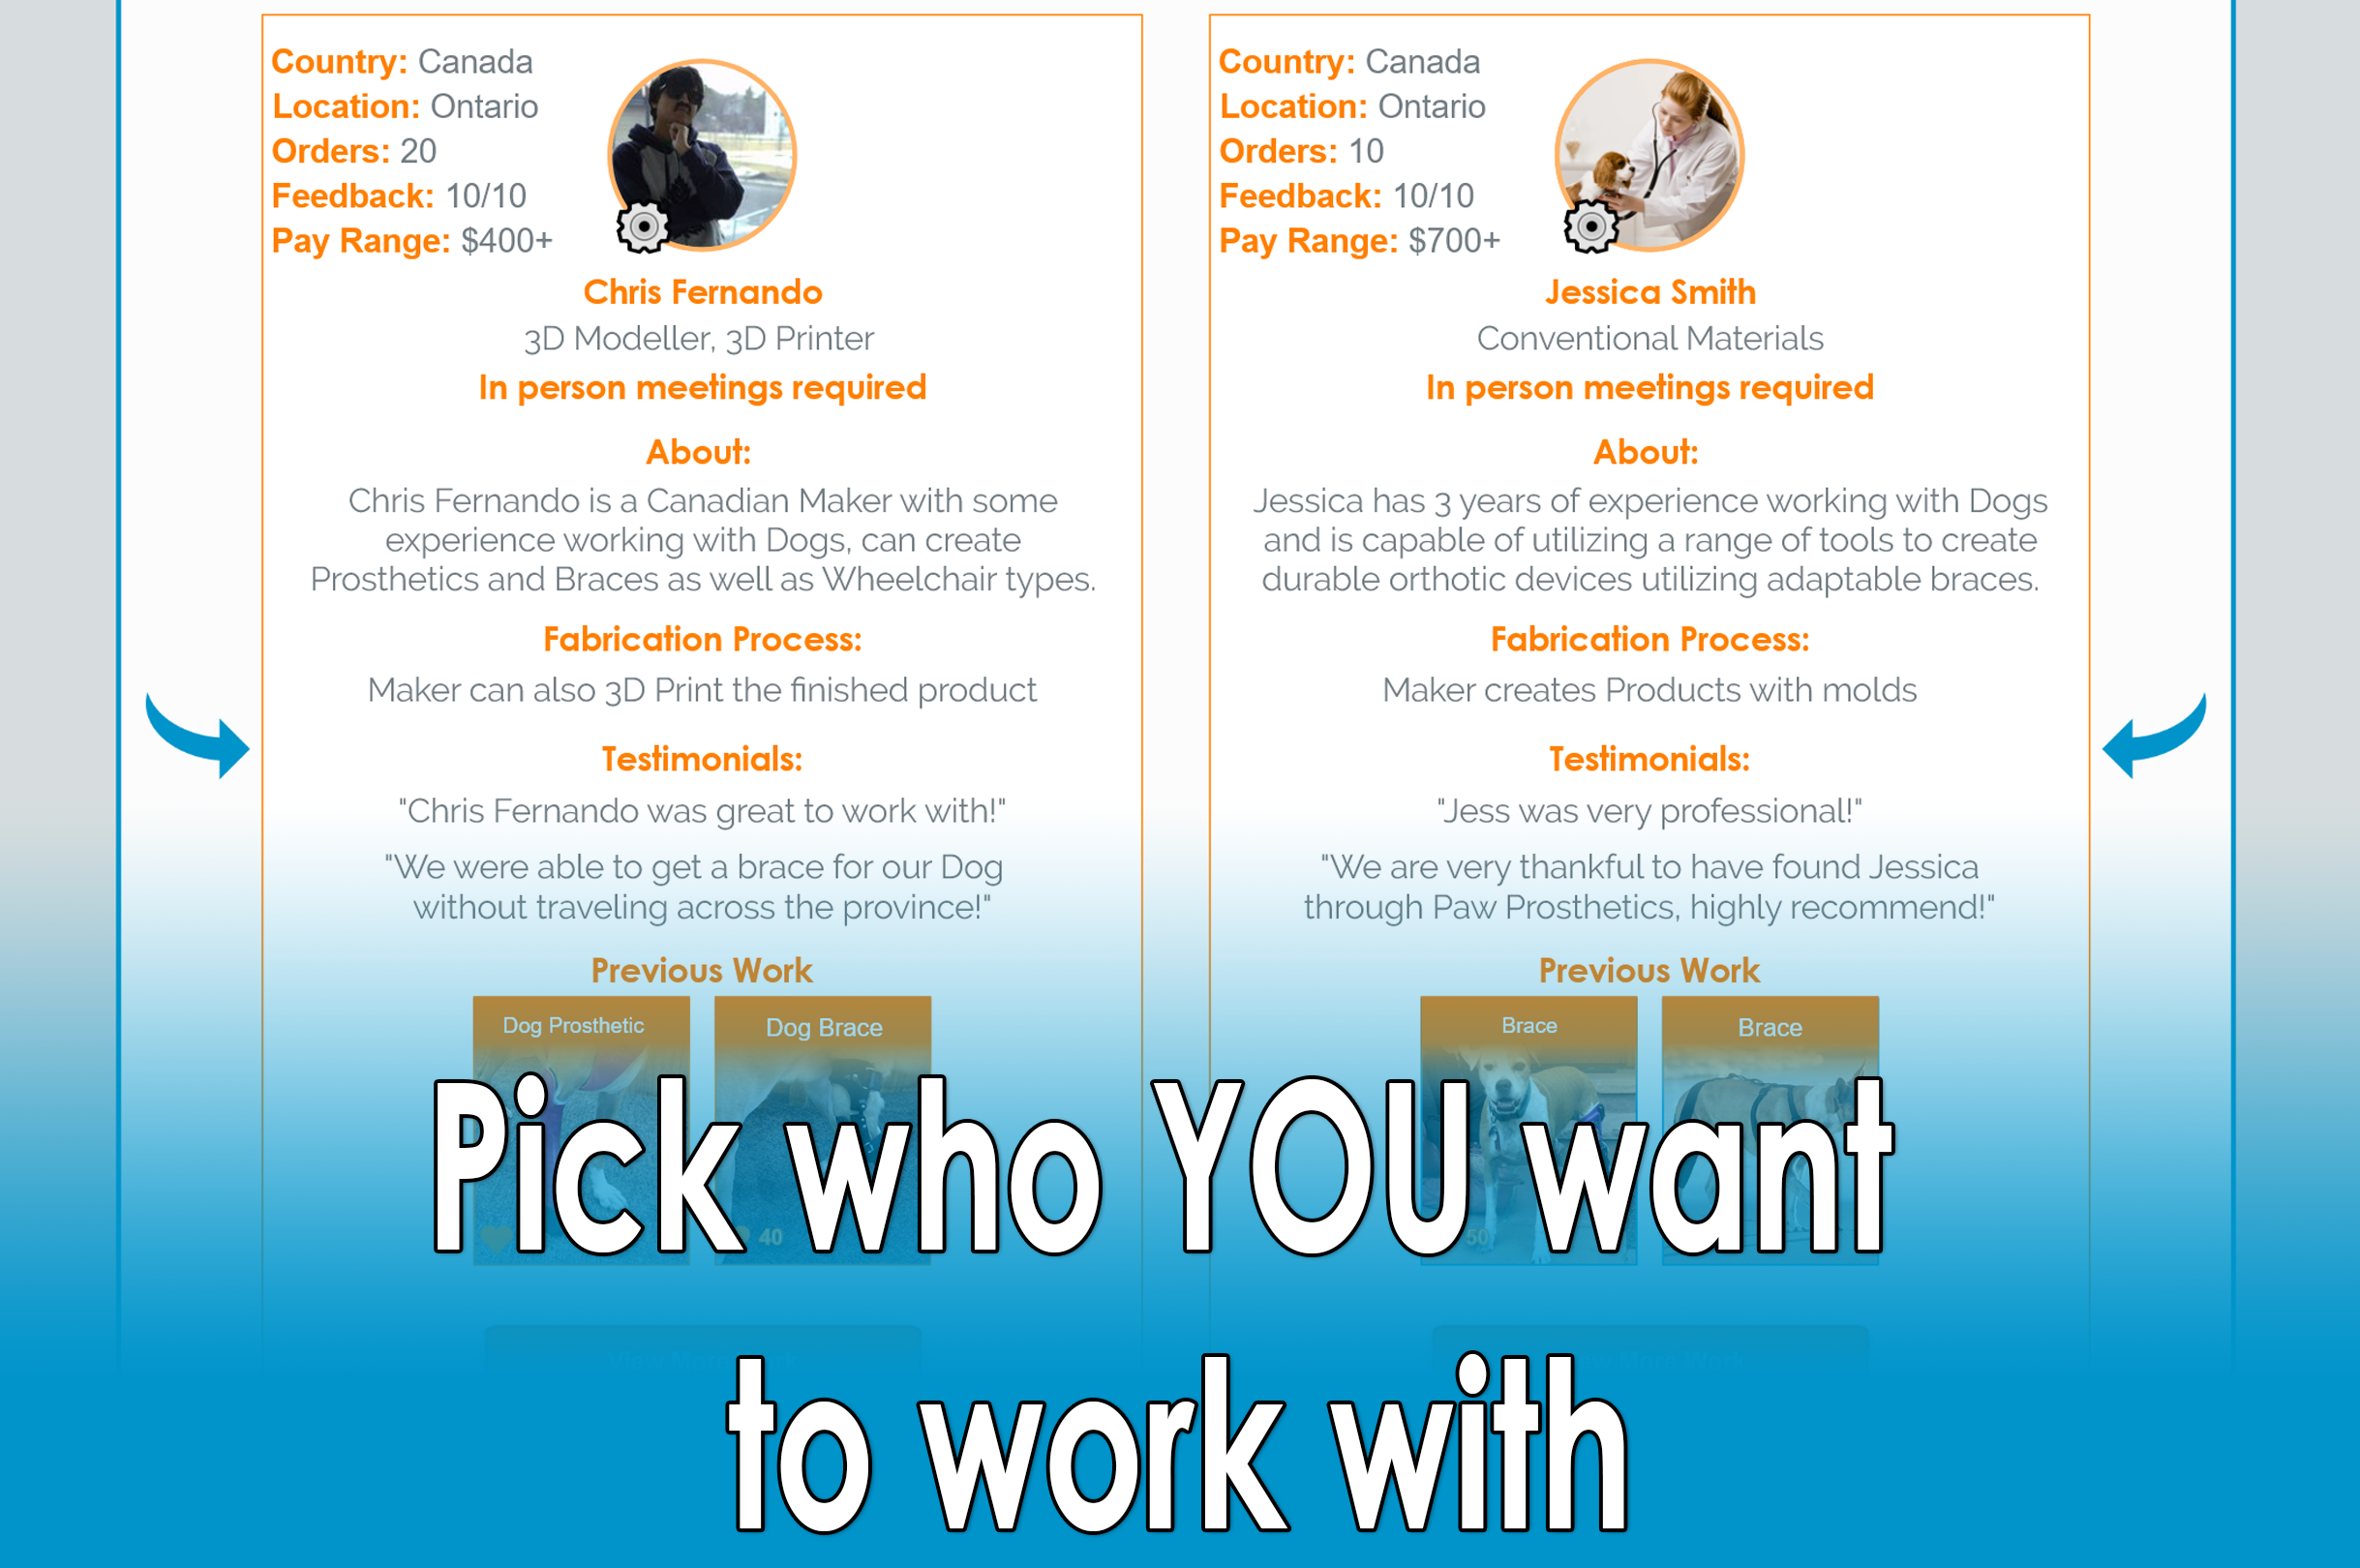 Country: Canada
Location: Ontario
Orders: 20
Feedback: 10/10
Pay Range: $400+
Chris Fernando
3D Modeller, 3D Printer
In person meetings required
About:
Chris Fernando is a Canadian Maker with some
experience working with Dogs, can create
Prosthetics and Braces as well as Wheelchair types.
Fabrication Process:
Maker can also 3D Print the finished product
Testimonials:
"Chris Fernando was great to work with!"
"We were able to get a brace for our Dog
without traveling across the province!"
Previous Work
Dog Prosthetic
Dog Brace
40
Country: Canada
Location: Ontario
Orders: 10
Feedback: 10/10
Pay Range: $700+
Jessica Smith
Conventional Materials
In person meetings required
About:
Jessica has 3 years of experience working with Dogs
and is capable of utilizing a range of tools to create
durable orthotic devices utilizing adaptable braces.
Fabrication Process:
Maker creates Products with molds
Testimonials:
"Jess was very professional!"
"We are very thankful to have found Jessica
through Paw Prosthetics, highly recommend!"
Previous Work
Brace
Brace
50
Pick who YOU want
to work with